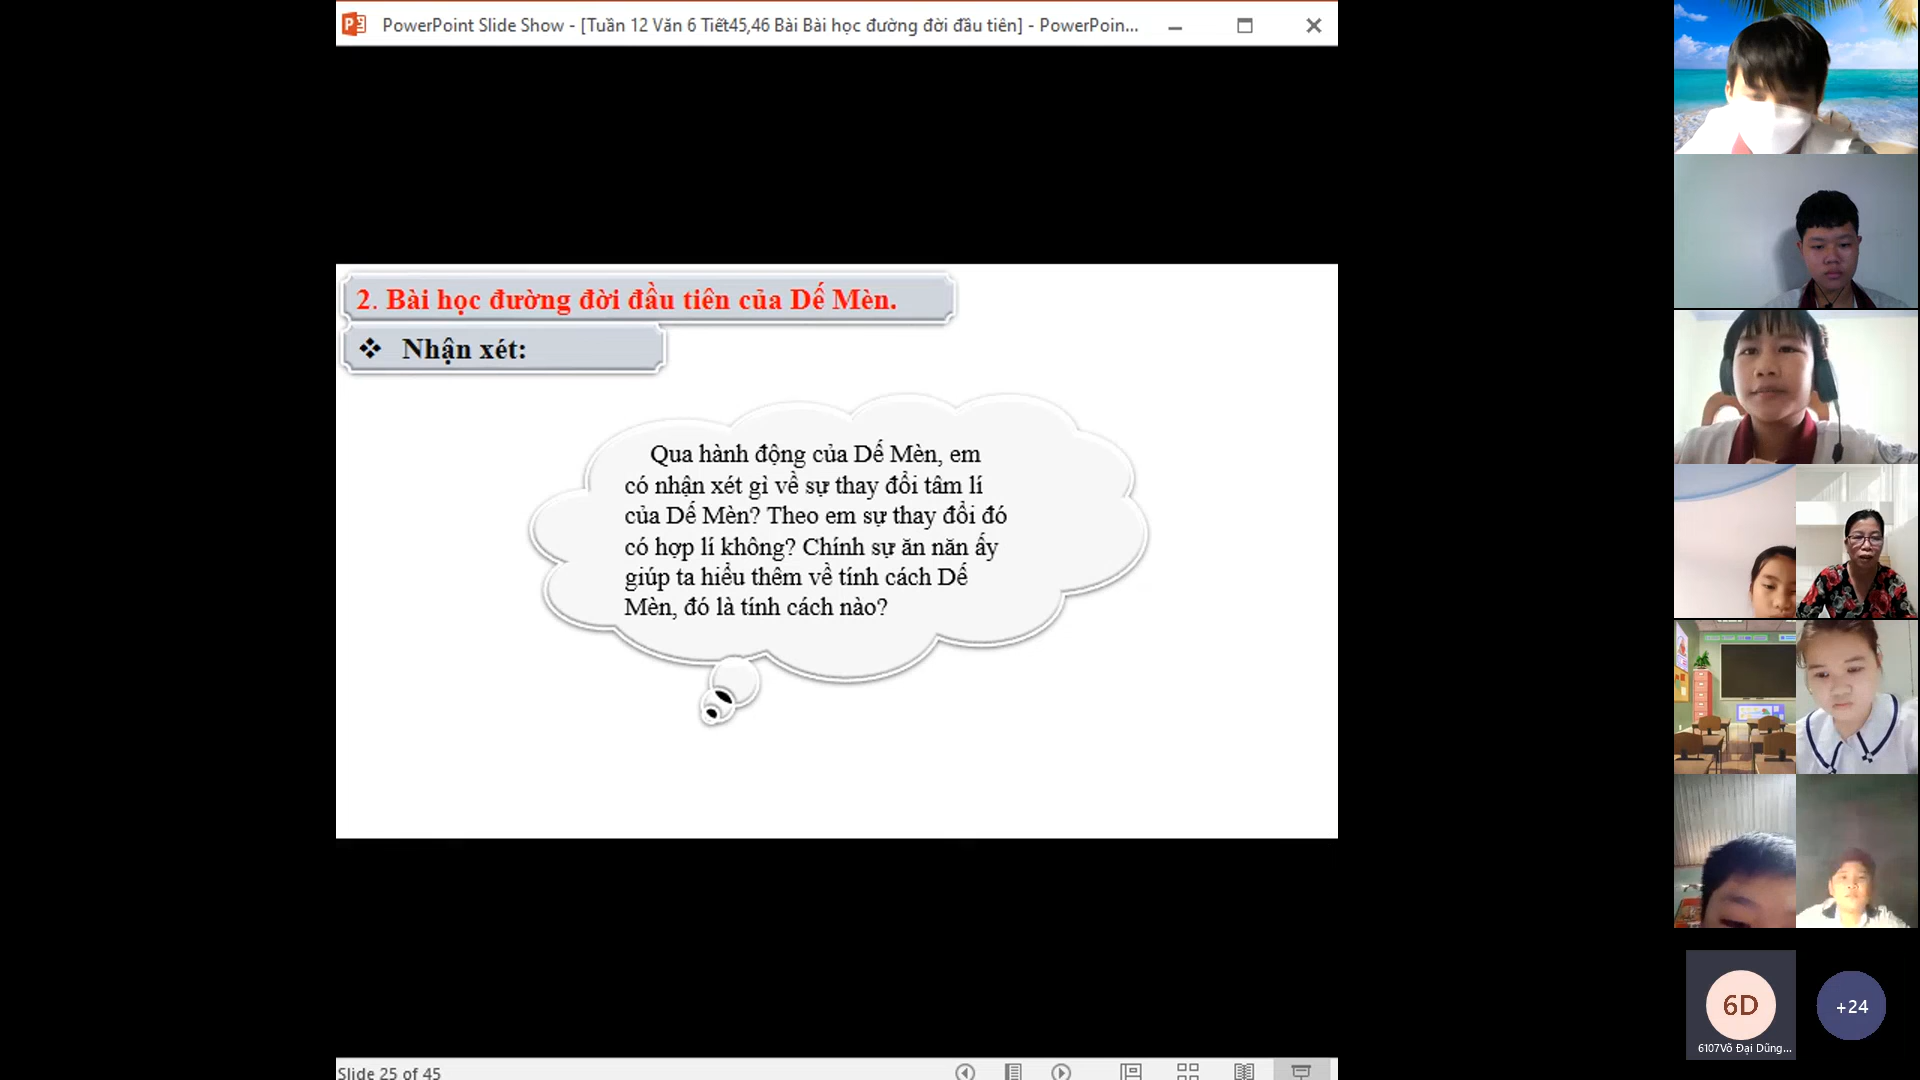 PowerPoint Slide Show - [Tuần 12 Văn 6 Tiết45,46 Bài Bài học đường đời đầu tiên] - PowerPoin...
2. Bài học đường đời đầu tiên của Dế Mèn.
❖ Nhận xét:
Qua hành động của Dế Mèn, em
có nhận xét gì về sự thay đổi tâm lí
của Dế Mèn? Theo em sự thay đổi đó
có hợp lí không? Chính sự ăn năn ấy
giúp ta hiểu thêm về tính cách Dế
Mèn, đó là tính cách nào?
Slide 25 of 45
6D
6107Võ Đại Dũng...
+24